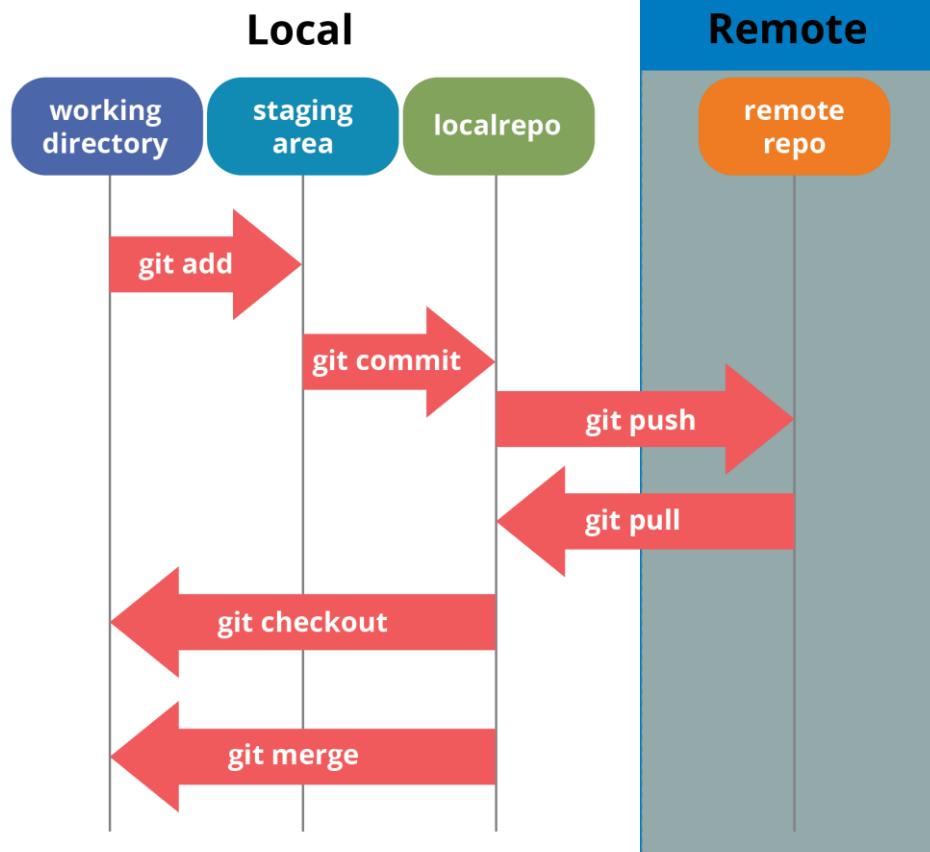 Local
Remote
working
directory
staging
area
localrepo
remote
repo
git add
git commit
git push
git pull
git checkout
git merge